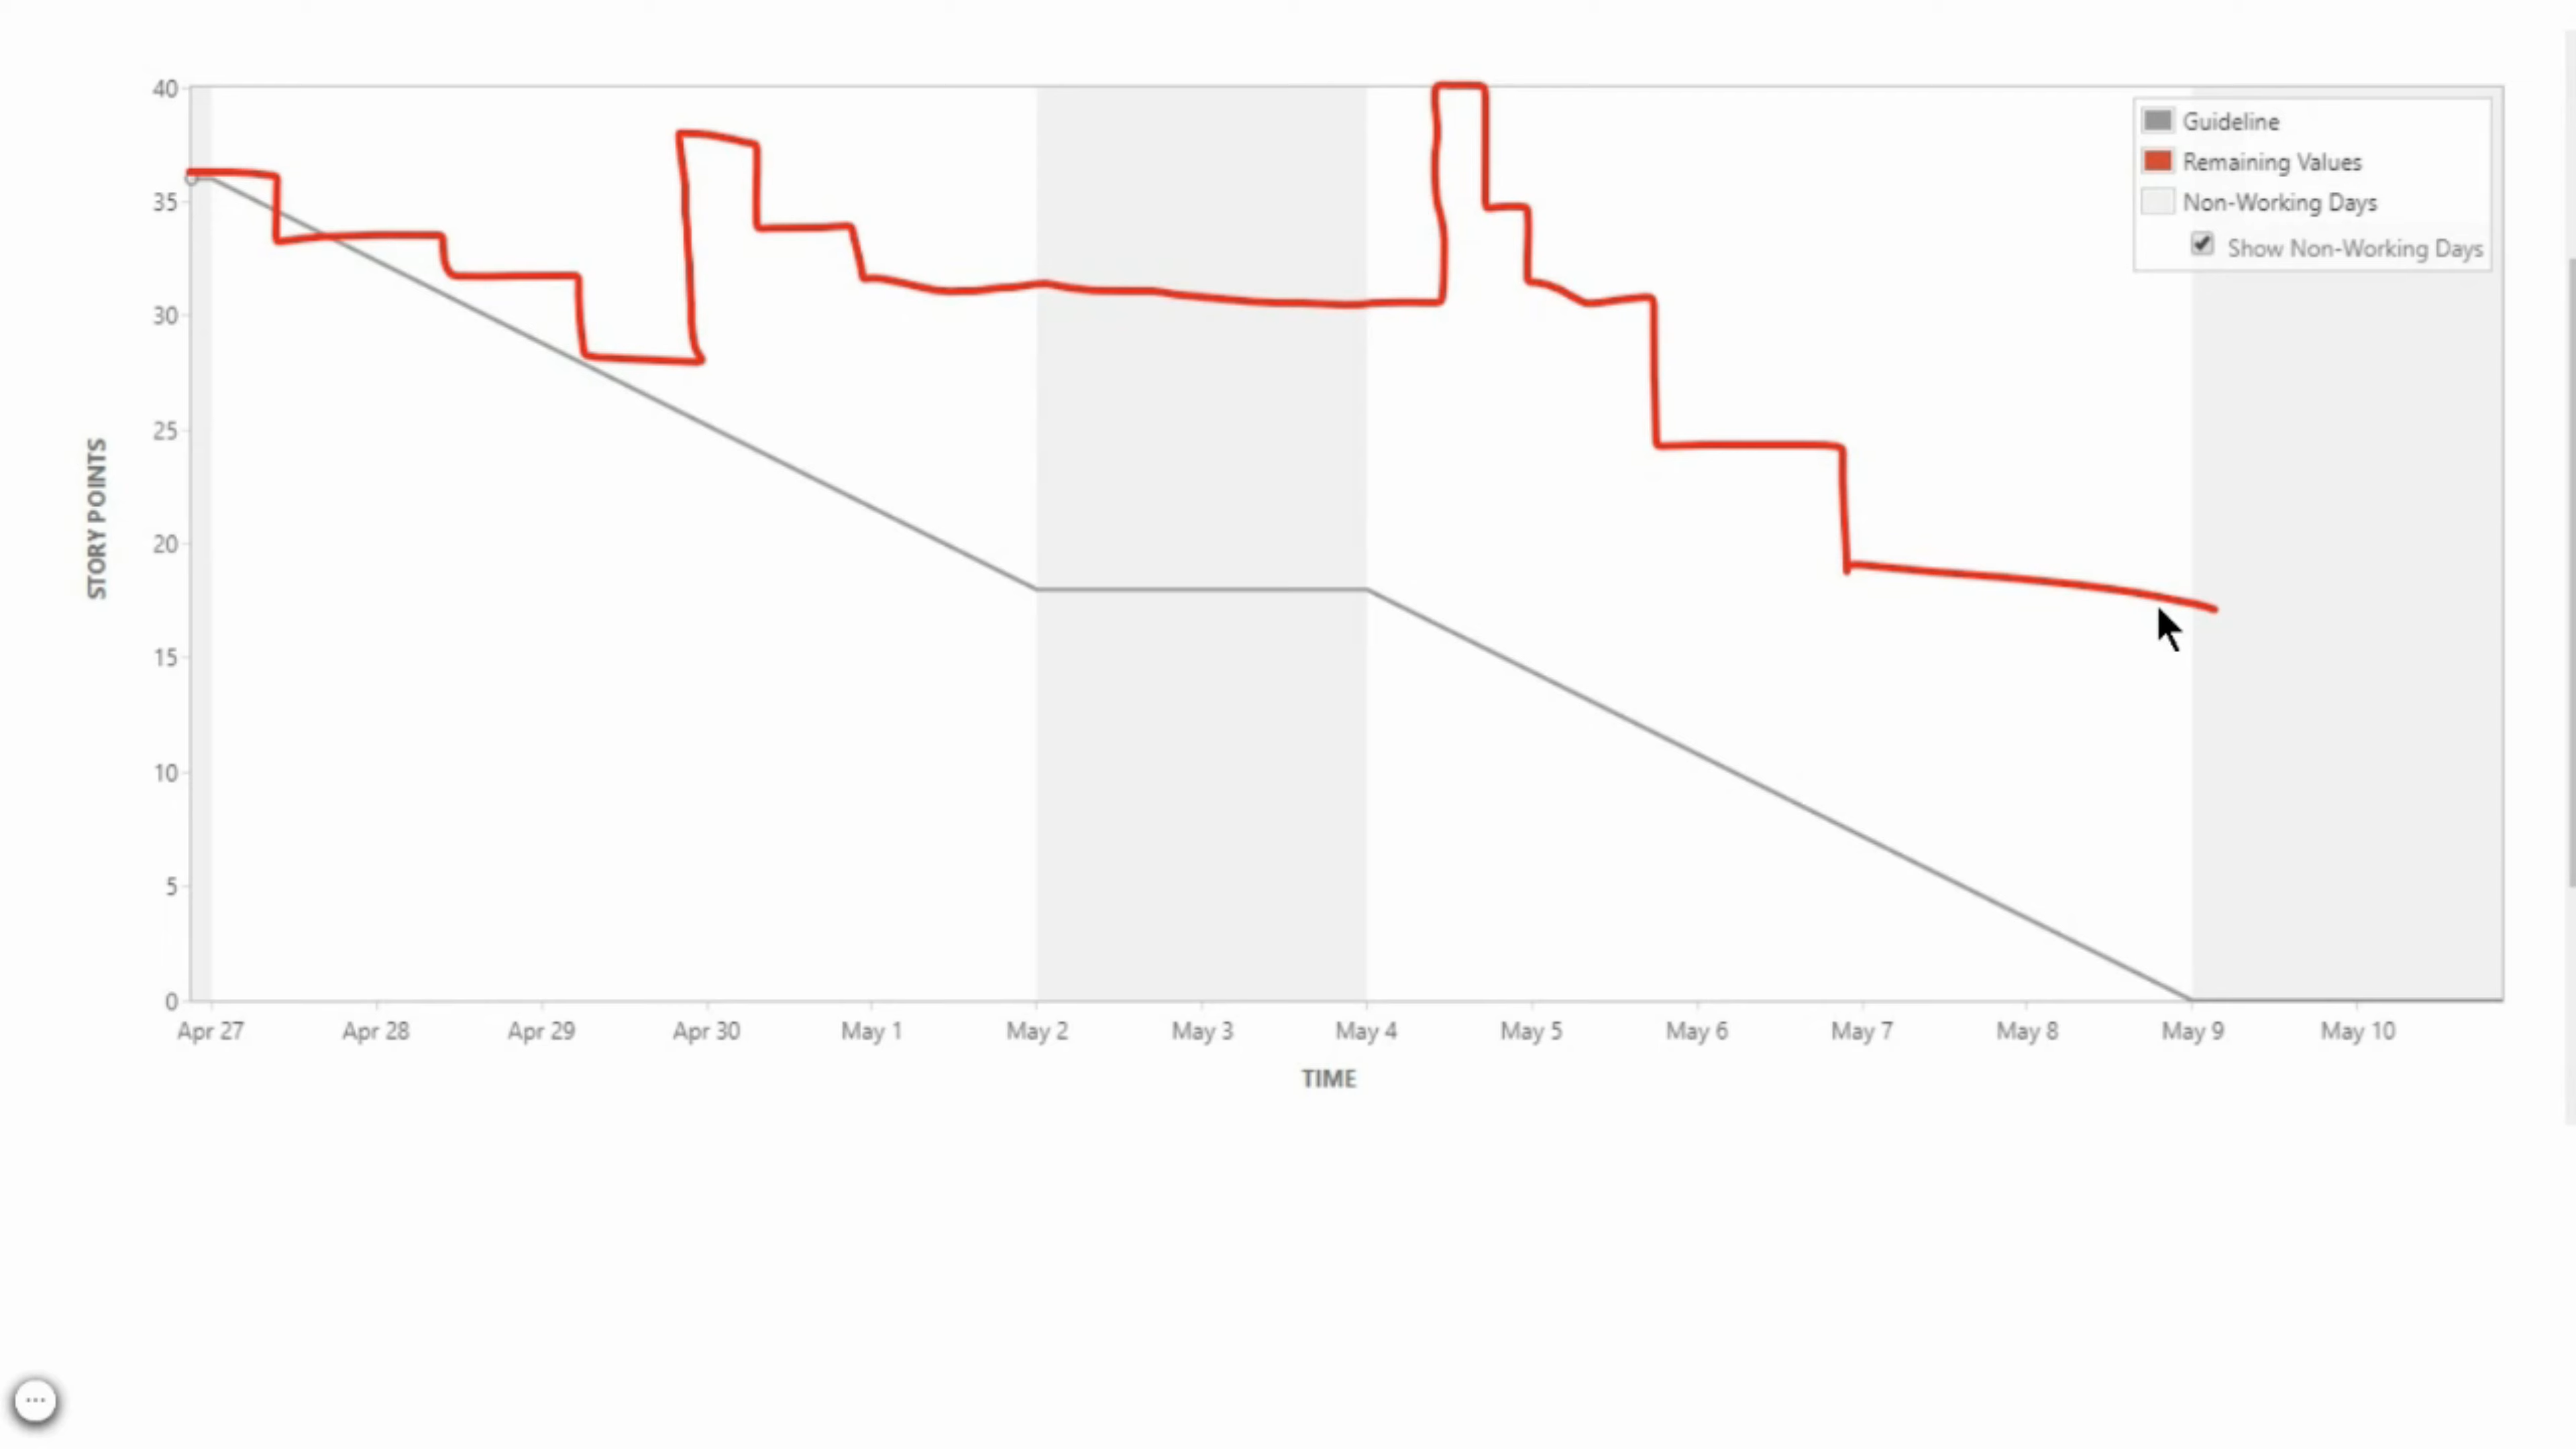 40
35
30
25
20
15
10
5
0
STORY POINTS
Guideline
Remaining Values
Non-Working Days
Show Non-Working Days
Apr 27 Apr 28 Apr 29 Apr 30 May 1 May 2 May 3 May 4 May 5 May 6 May 7 May 8 May 9 May 10
TIME